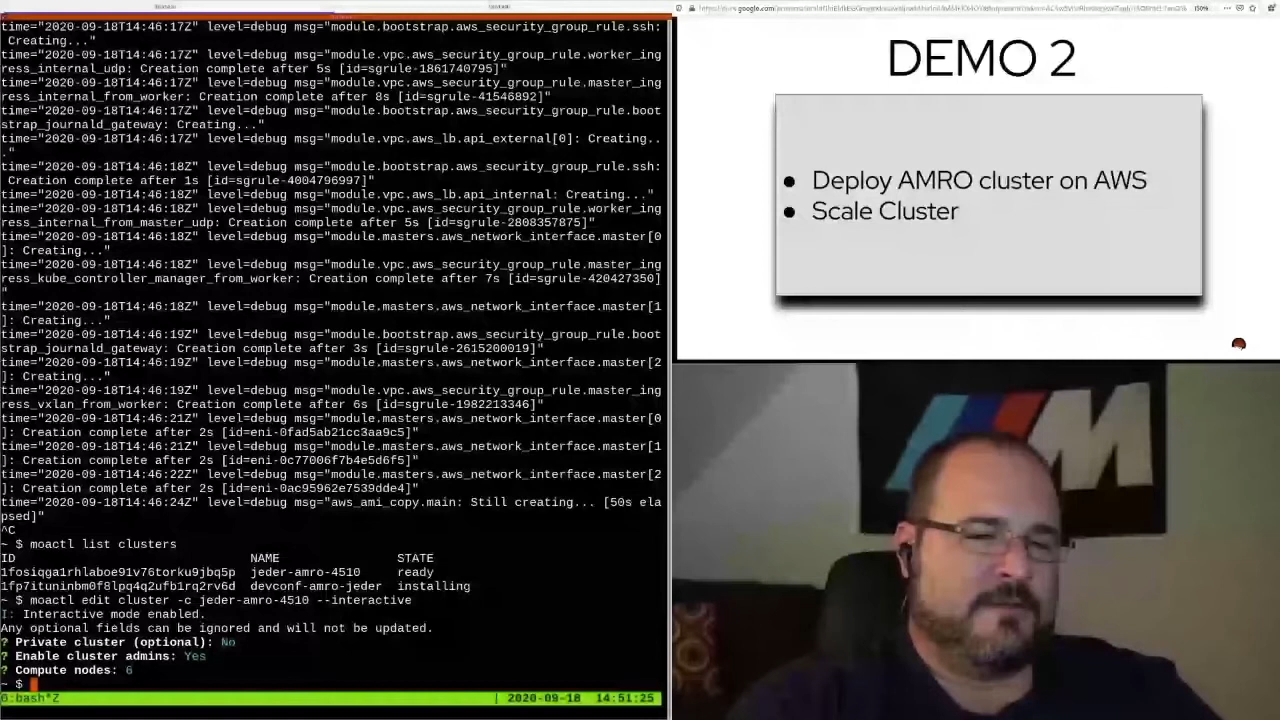 time="2020-09-18T14:46:17Z" level=debug msg="module.bootstrap.aws_security_group_rule.ssh:
 Creating..."
time="2020-09-18T14:46:17Z" level=debug msg="module.vpc.aws_security_group_rule.worker_ing
ress_internal_udp: Creation complete after 5s [id=sgrule-1861740795]"
time="2020-09-18T14:46:17Z" level=debug msg="module.vpc.aws_security_group_rule.master_ing
ress_internal_from_worker: Creation complete after 8s [id=sgrule-41546892]"
time="2020-09-18T14:46:17Z" level=debug msg="module.bootstrap.aws_security_group_rule.boot
strap_journald_gateway: Creating..."
time="2020-09-18T14:46:17Z" level=debug msg="module.vpc.aws_lb.api_external[0]: Creating..
."
time="2020-09-18T14:46:18Z" level=debug msg="module.bootstrap.aws_security_group_rule.ssh:
 Creation complete after 1s [id=sgrule-4004796997]"
time="2020-09-18T14:46:18Z" level=debug msg="module.vpc.aws_lb.api_internal: Creating..."
time="2020-09-18T14:46:18Z" level=debug msg="module.vpc.aws_security_group_rule.worker_ing
ress_internal_from_master_udp: Creation complete after 5s [id=sgrule-2808357875]"
time="2020-09-18T14:46:18Z" level=debug msg="module.masters.aws_network_interface.master[0
]: Creating..."
time="2020-09-18T14:46:18Z" level=debug msg="module.vpc.aws_security_group_rule.master_ing
ress_kube_controller_manager_from_worker: Creation complete after 7s [id=sgrule-420427350]
"
time="2020-09-18T14:46:18Z" level=debug msg="module.masters.aws_network_interface.master[1
]: Creating..."
time="2020-09-18T14:46:19Z" level=debug msg="module.bootstrap.aws_security_group_rule.boot
strap_journald_gateway: Creation complete after 3s [id=sgrule-2615200019]"
time="2020-09-18T14:46:19Z" level=debug msg="module.masters.aws_network_interface.master[2
]: Creating..."
time="2020-09-18T14:46:19Z" level=debug msg="module.vpc.aws_security_group_rule.master_ing
ress_vxlan_from_worker: Creation complete after 6s [id=sgrule-1982213346]"
time="2020-09-18T14:46:21Z" level=debug msg="module.masters.aws_network_interface.master[0
]: Creation complete after 2s [id=eni-0fad5ab21cc3aa9c5]"
time="2020-09-18T14:46:21Z" level=debug msg="module.masters.aws_network_interface.master[1
]: Creation complete after 2s [id=eni-0c77006f7b4e5d6f5]"
time="2020-09-18T14:46:22Z" level=debug msg="module.masters.aws_network_interface.master[2
]: Creation complete after 2s [id=eni-0ac95962e7539dde4]"
time="2020-09-18T14:46:24Z" level=debug msg="aws_ami_copy.main: Still creating... [50s ela
psed]"
^C
~ $ moactl list clusters
ID NAME STATE
1fosiqga1rhlaboe91v76torku9jbq5p jeder-amro-4510 ready
1fp7ituninbm0f8lpq4q2ufb1rq2rv6d devconf-amro-jeder installing
~ $ moactl edit cluster -c jeder-amro-4510 --interactive
I: Interactive mode enabled.
Any optional fields can be ignored and will not be updated.
? Private cluster (optional): No
? Enable cluster admins: Yes
? Compute nodes: 6
~ $
0:bash*Z | 2020-09-18 14:51:25
150%
DEMO 2
● Deploy AMRO cluster on AWS
● Scale Cluster
M